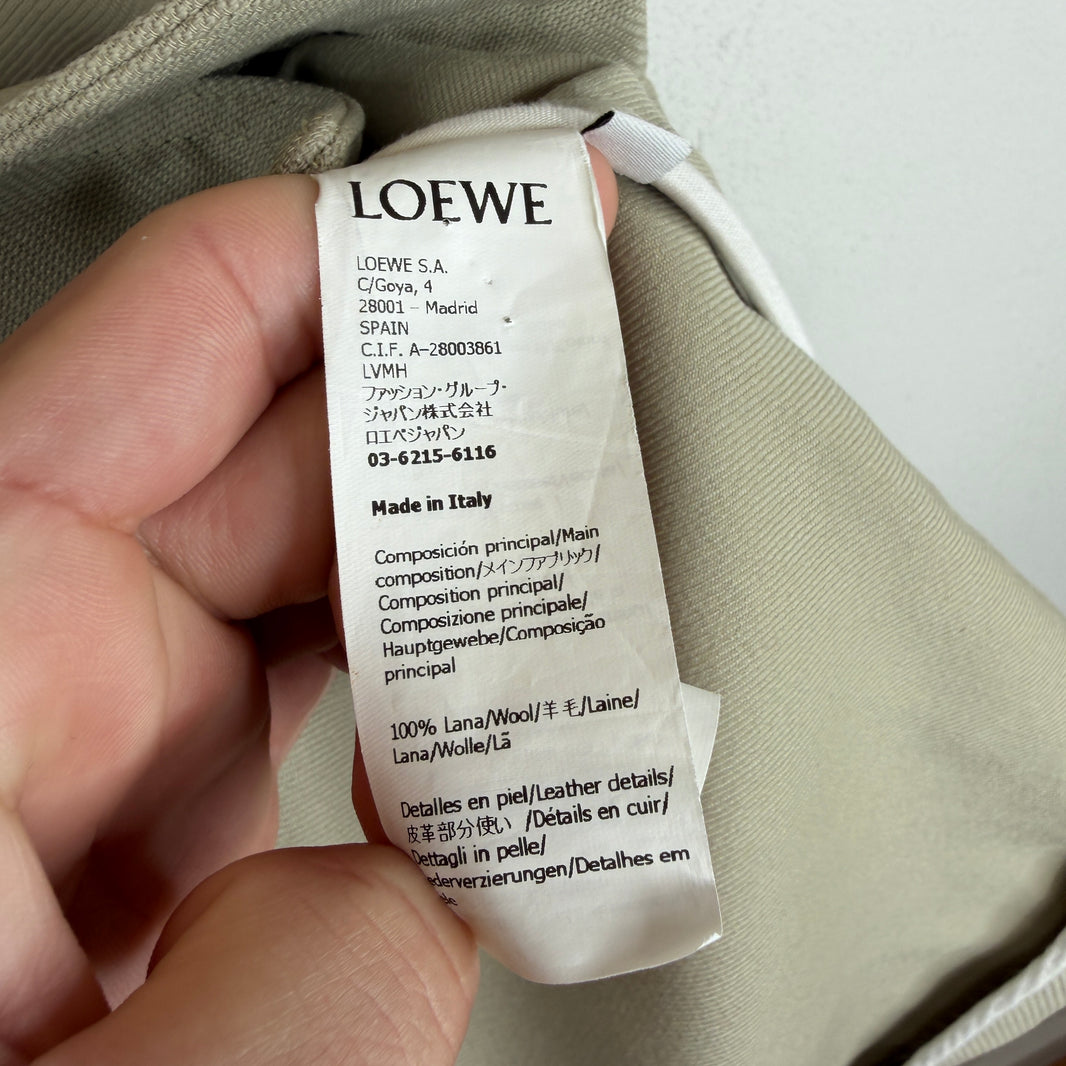 LOEWE
LOEWE S.A.
C/Goya, 4
28001 - Madrid
SPAIN
C.I.F. A-28003861
LVMH
ファッション・グループ・
ジャパン株式会社
ロエベジャパン
03-6215-6116
Made in Italy
Composición principal/Main
composition/メインファブリック/
Composition principal/
Composizione principale/
Hauptgewebe/Composição
principal
100% Lana/Wool/羊毛/Laine/
Lana/Wolle/Lã
Detalles en piel/Leather details/
皮革部分使い /Détails en cuir/
Dettagli in pelle/
ederverzierungen/Detalhes em